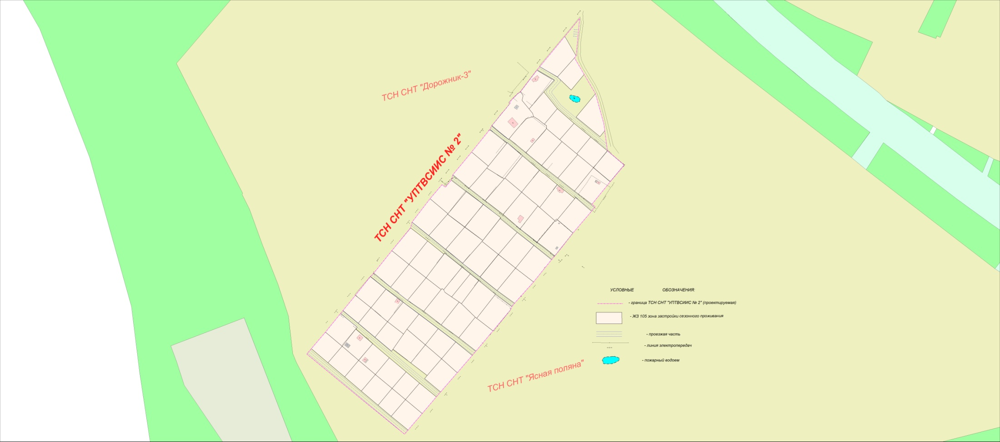 ТСН СНТ "Дорожник-3"
ТСН СНТ "УПТВСИИС № 2"
УСЛОВНЫЕ ОБОЗНАЧЕНИЯ:
- граница ТСН СНТ "УПТВСИИС № 2" (проектируемая)
- ЖЗ 105 зона застройки сезонного проживания
- проезжая часть
- линия электропередач
- пожарный водоем
ТСН СНТ "Ясная поляна"